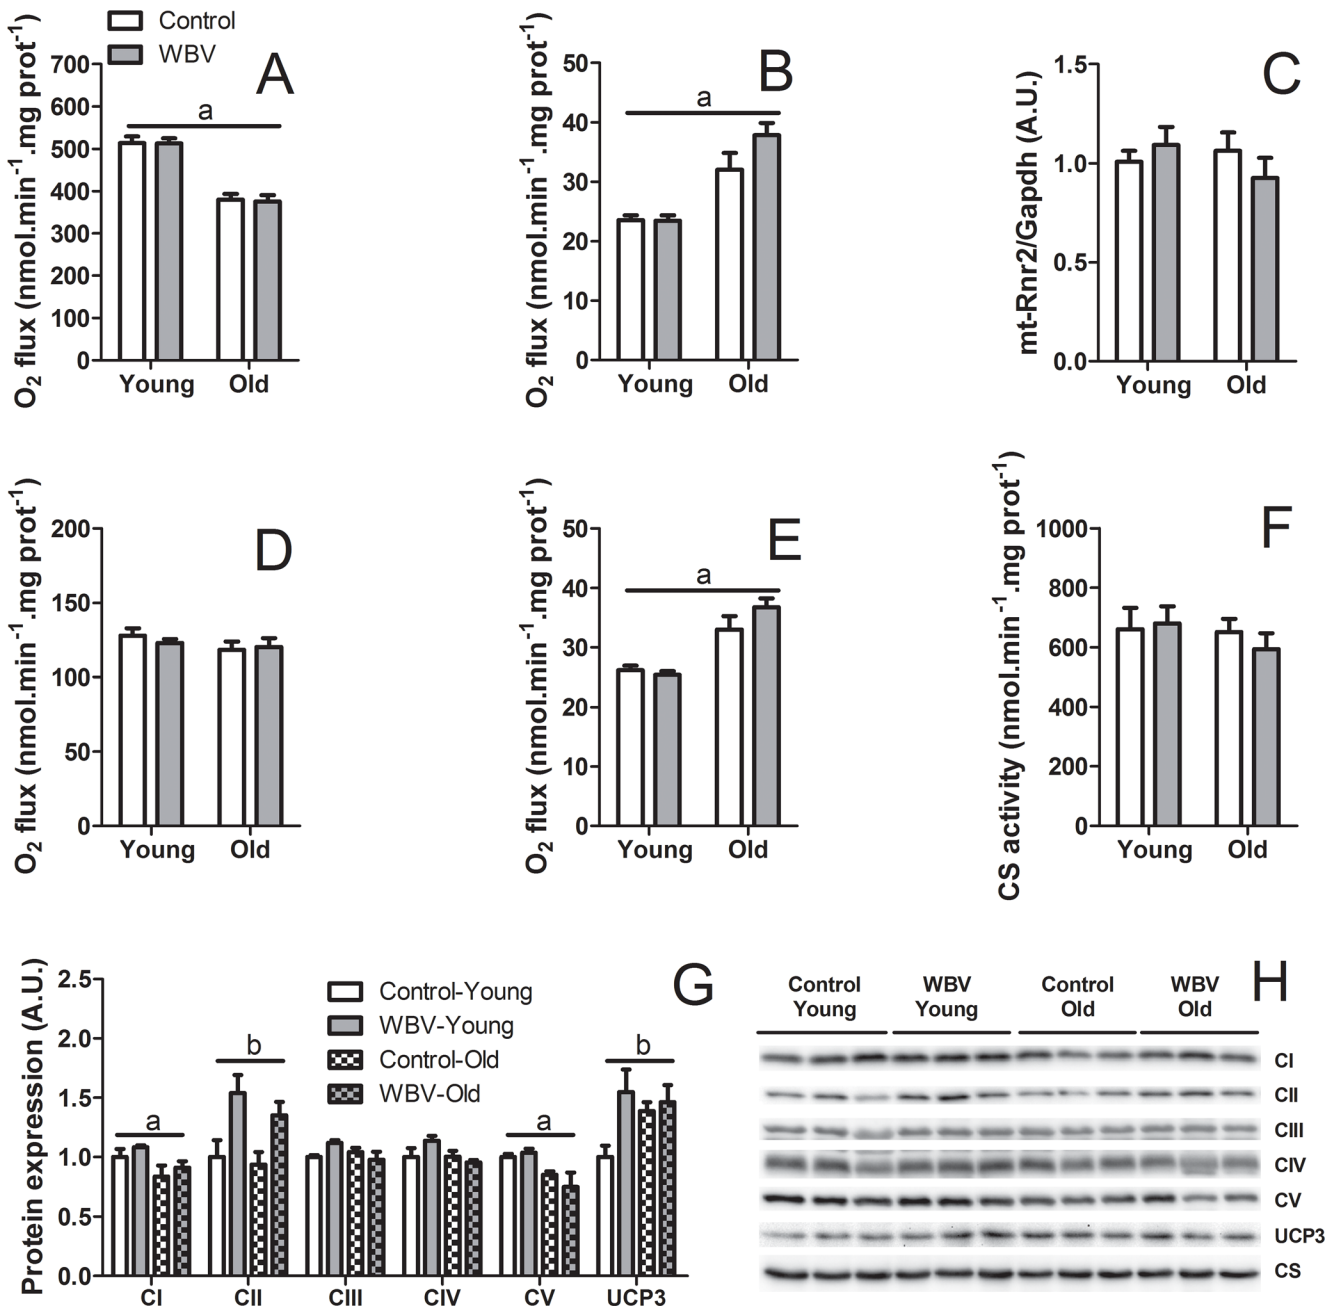 Control
WBV
A
O2 flux (nmol.min-1.mg prot-1)
700
600
500
400
300
200
100
0
a
Young Old
B
O2 flux (nmol.min-1.mg prot-1)
50
40
30
20
10
0
a
Young Old
C
mt-Rnr2/Gapdh (A.U.)
1.5
1.0
0.5
0.0
Young Old
D
O2 flux (nmol.min-1.mg prot-1)
200
150
100
50
0
Young Old
E
O2 flux (nmol.min-1.mg prot-1)
50
40
30
20
10
0
a
Young Old
F
CS activity (nmol.min-1.mg prot-1)
1000
800
600
400
200
0
Young Old
G
Protein expression (A.U.)
2.5
2.0
1.5
1.0
0.5
0.0
Control-Young
WBV-Young
Control-Old
WBV-Old
a
b
a
b
CI CII CIII CIV CV UCP3
H
Control Young
WBV Young
Control Old
WBV Old
CI
CII
CIII
CIV
CV
UCP3
CS